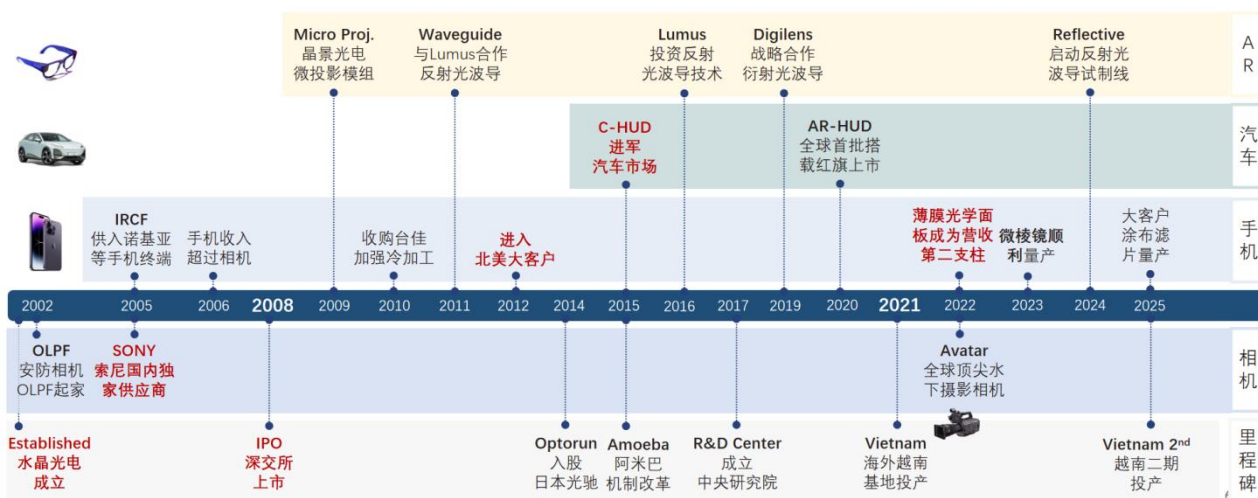 Micro Proj.
晶景光电
微投影模组
Waveguide
与Lumus合作
反射光波导
Lumus
投资反射
光波导技术
Digilens
战略合作
衍射光波导
Reflective
启动反射光
波导试制线
A
R
C-HUD
进军
汽车市场
AR-HUD
全球首批搭
载红旗上市
汽
车
IRCF
供入诺基亚
等手机终端
手机收入
超过相机
收购台佳
加强冷加工
进入
北美大客户
薄膜光学面
板成为营收
第二支柱
微棱镜顺
利量产
大客户
涂布滤
片量产
手
机
2002 2005 2006 2008 2009 2010 2011 2012 2014 2015 2016 2017 2019 2020 2021 2022 2023 2024 2025
OLPF
安防相机
OLPF起家
SONY
索尼国内独
家供应商
Avatar
全球顶尖水
下摄影相机
相
机
Established
水晶光电
成立
IPO
深交所
上市
Optorun
入股
日本光驰
Amoeba
阿米巴
机制改革
R&D Center
成立
中央研究院
Vietnam
海外越南
基地投产
Vietnam 2nd
越南二期
投产
里
程
碑